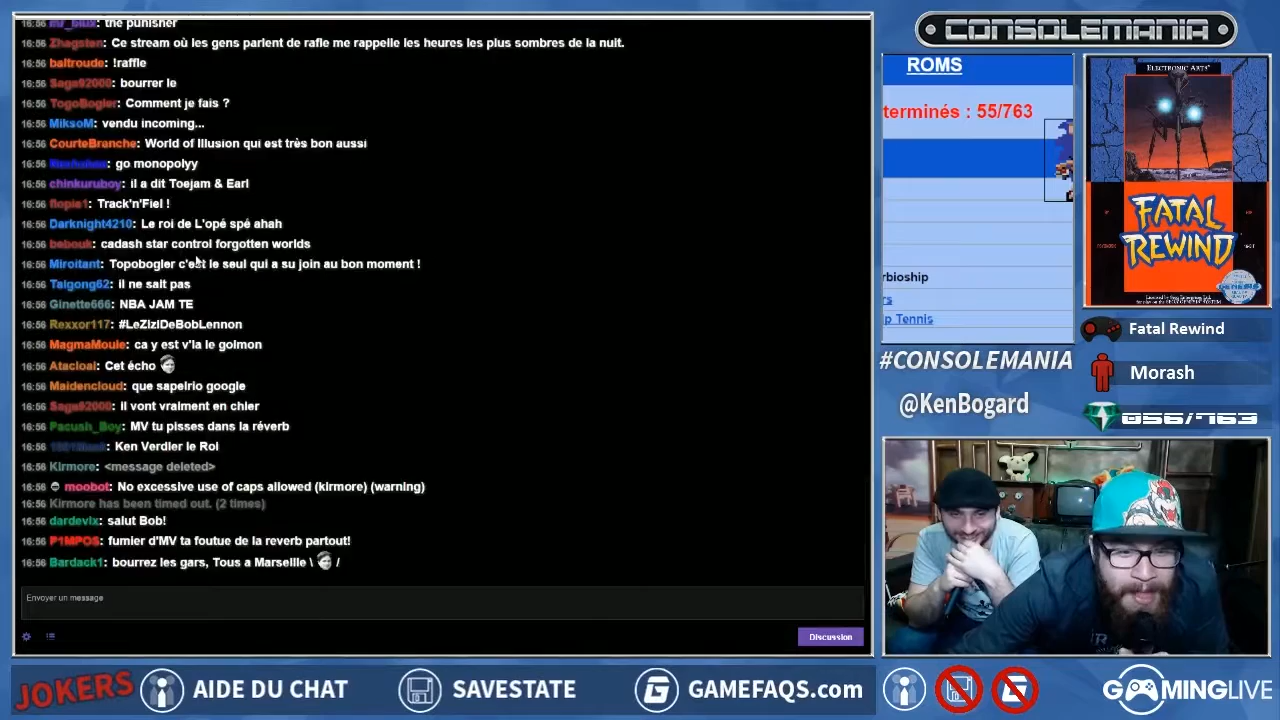 16:56 mr_blux: the punisher
CONSOLEMANIA
16:56 Zhagsten: Ce stream où les gens parlent de rafle me rappelle les heures les plus sombres de la nuit.
16:56 baltroude: !raffle
16:56 Saga92000: bourrer le
16:56 TogoBogler: Comment je fais ?
16:56 MiksoM: vendu incoming...
16:56 CourteBranche: World of Illusion qui est très bon aussi
16:56 go monopolyy
16:56 chinkuruboy: il a dit Toejam & Earl
16:56 flopie1: Track'n'Fiel !
16:56 Darknight4210: Le roi de L'opé spé ahah
16:56 bebouk: cadash star control forgotten worlds
16:56 Miroitant: Topobogler c'est le seul qui a su join au bon moment !
16:56 Taigong62: il ne sait pas
16:56 Ginette666: NBA JAM TE
16:56 Rexxor117: #LeZiziDeBobLennon
16:56 MagmaMoule: ca y est v'la le golmon
16:56 Atacloai: Cet écho
16:56 Maidencloud: que sapelrio google
16:56 Saga92000: il vont vraiment en chier
16:56 Pacuah_Boy: MV tu pisses dans la réverb
16:56 Ken Verdier le Roi
16:56 Kirmore: <message deleted>
16:56 moobot: No excessive use of caps allowed (kirmore) (warning)
16:56 Kirmore has been timed out. (2 times)
16:56 dardevix: salut Bob!
16:56 P1MPOS: fumier d'MV ta foutue de la reverb partout!
16:56 Bardack1: bourrez les gars, Tous a Marseille \ /
Envoyer un message
Discussion
ROMS
terminés : 55/763
rbioship
rs
ip Tennis
ELECTRONIC ARTS
FATAL
REWIND
#CONSOLEMANIA
@KenBogard
Fatal Rewind
Morash
056/763
JOKERS
AIDE DU CHAT
SAVESTATE
GAMEFAQS.com
GAMINGLIVE